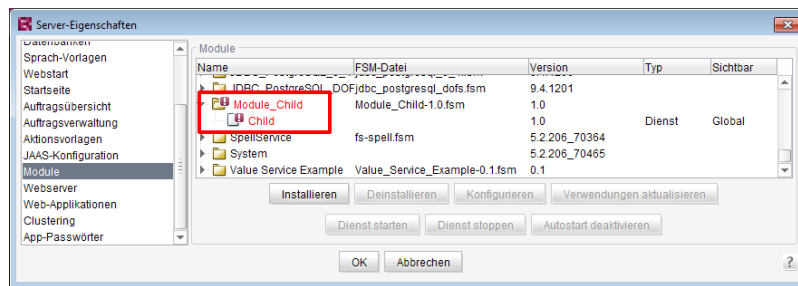 Server-Eigenschaften
Datenbanken
Sprach-Vorlagen
Webstart
Startseite
Auftragsübersicht
Auftragsverwaltung
Aktionsvorlagen
JAAS-Konfiguration
Module
Webserver
Web-Applikationen
Clustering
App-Passwörter
Module
Name FSM-Datei Version Typ Sichtbar
JDBC_PostgreSQL_DOF jdbc_postgresql_dofs.fsm 9.4.1201
Module_Child Module_Child-1.0.fsm 1.0
Child 1.0 Dienst Global
SpellService fs-spell.fsm 5.2.206_70364
System 5.2.206_70465
Value Service Example Value_Service_Example-0.1.fsm 0.1
Installieren Deinstallieren Konfigurieren Verwendungen aktualisieren
Dienst starten Dienst stoppen Autostart deaktivieren
OK Abbrechen ?